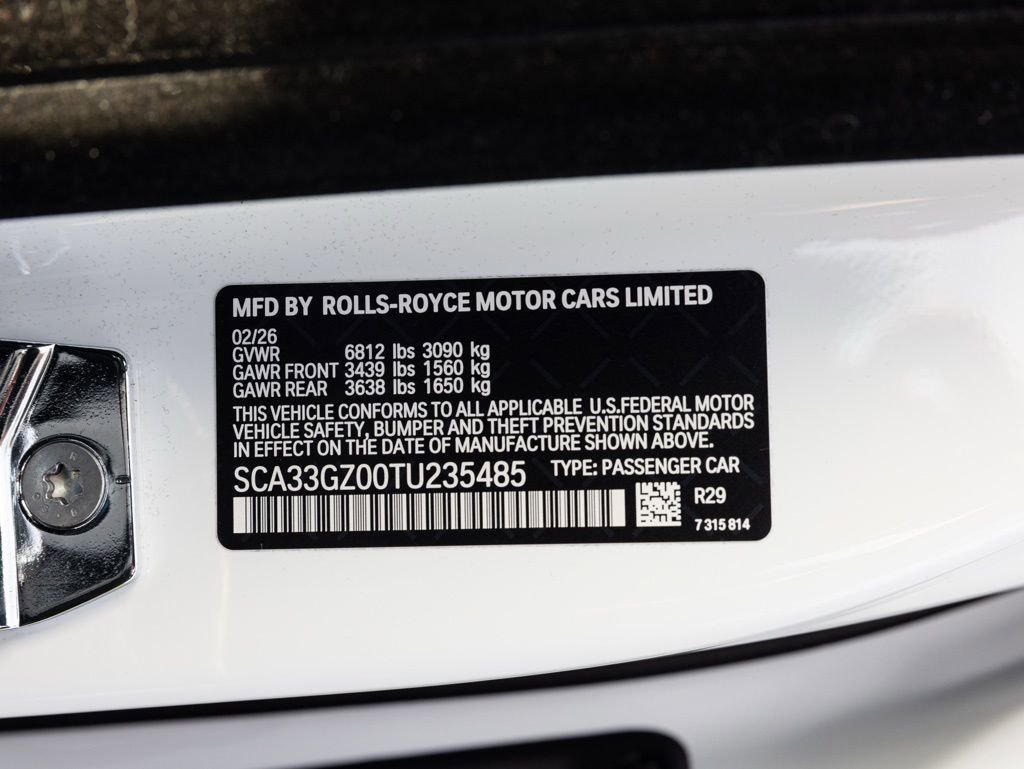 MFD BY ROLLS-ROYCE MOTOR CARS LIMITED
02/26
GVWR 6812 lbs 3090 kg
GAWR FRONT 3439 lbs 1560 kg
GAWR REAR 3638 lbs 1650 kg
THIS VEHICLE CONFORMS TO ALL APPLICABLE U.S.FEDERAL MOTOR
VEHICLE SAFETY, BUMPER AND THEFT PREVENTION STANDARDS
IN EFFECT ON THE DATE OF MANUFACTURE SHOWN ABOVE.
SCA33GZ00TU235485 TYPE: PASSENGER CAR
R29
7 315 814